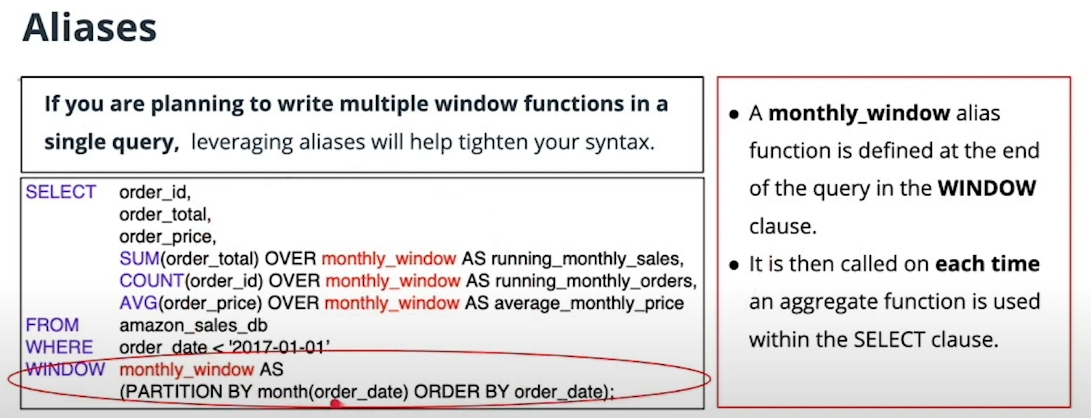 Aliases
If you are planning to write multiple window functions in a
single query, leveraging aliases will help tighten your syntax.
SELECT order_id,
order_total,
order_price,
SUM(order_total) OVER monthly_window AS running_monthly_sales,
COUNT(order_id) OVER monthly_window AS running_monthly_orders,
AVG(order_price) OVER monthly_window AS average_monthly_price
FROM amazon_sales_db
WHERE order_date < '2017-01-01'
WINDOW monthly_window AS
(PARTITION BY month(order_date) ORDER BY order_date);
• A monthly_window alias
function is defined at the end
of the query in the WINDOW
clause.
• It is then called on each time
an aggregate function is used
within the SELECT clause.